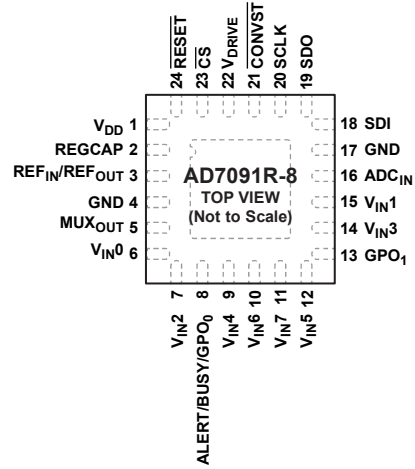 24 RESET
23 CS
22 VDRIVE
21 CONVST
20 SCLK
19 SDO
VDD 1
REGCAP 2
REFIN/REFOUT 3
GND 4
MUXOUT 5
VIN0 6
AD7091R-8
TOP VIEW
(Not to Scale)
18 SDI
17 GND
16 ADCIN
15 VIN1
14 VIN3
13 GPO1
VIN2 7
ALERT/BUSY/GPO0 8
VIN4 9
VIN6 10
VIN7 11
VIN5 12